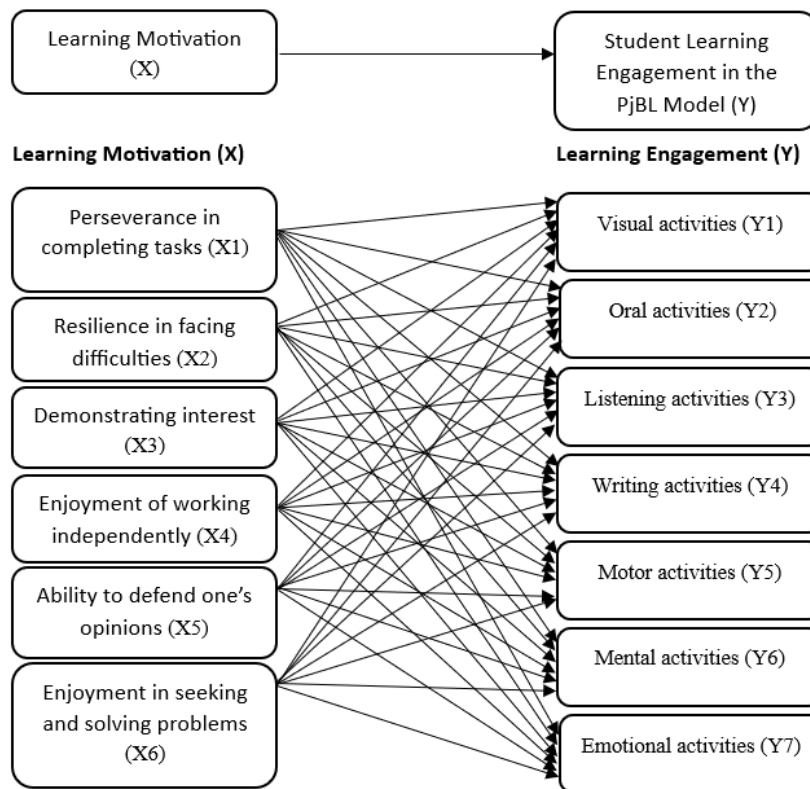 Learning Motivation
(X)
Student Learning
Engagement in the
PjBL Model (Y)
Learning Motivation (X)
Learning Engagement (Y)
Perseverance in
completing tasks (X1)
Resilience in facing
difficulties (X2)
Demonstrating interest
(X3)
Enjoyment of working
independently (X4)
Ability to defend one’s
opinions (X5)
Enjoyment in seeking
and solving problems
(X6)
Visual activities (Y1)
Oral activities (Y2)
Listening activities (Y3)
Writing activities (Y4)
Motor activities (Y5)
Mental activities (Y6)
Emotional activities (Y7)